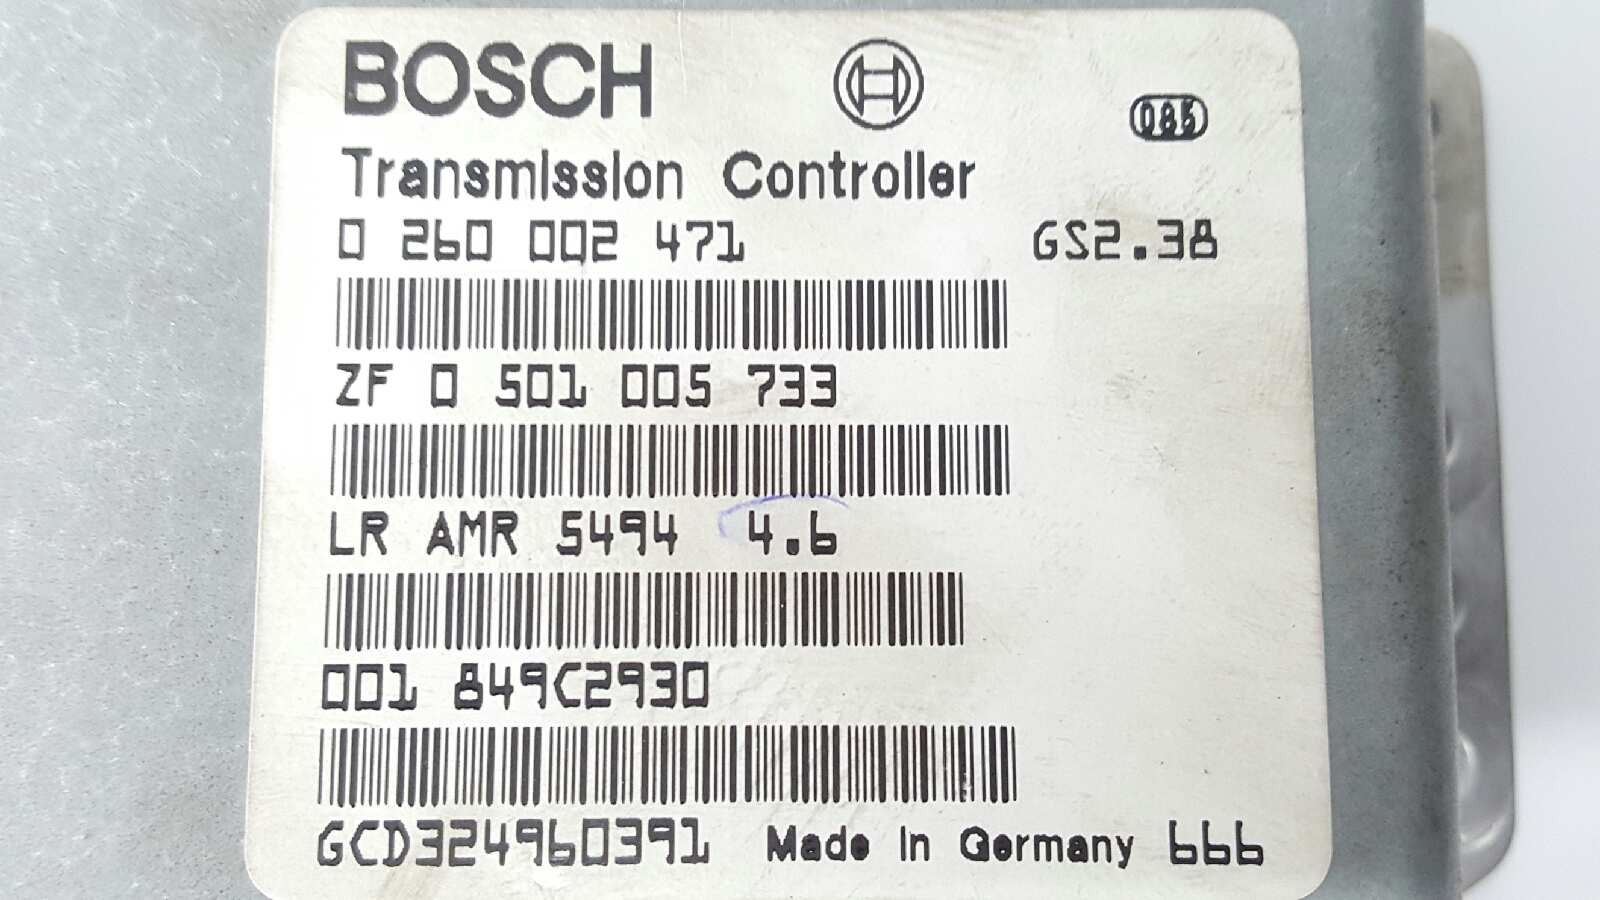 BOSCH
085
Transmission Controller
0 260 002 471 GS2.38
ZF 0 501 005 733
LR AMR 5494 4.6
001 849C2930
GCD324960391 Made in Germany 666